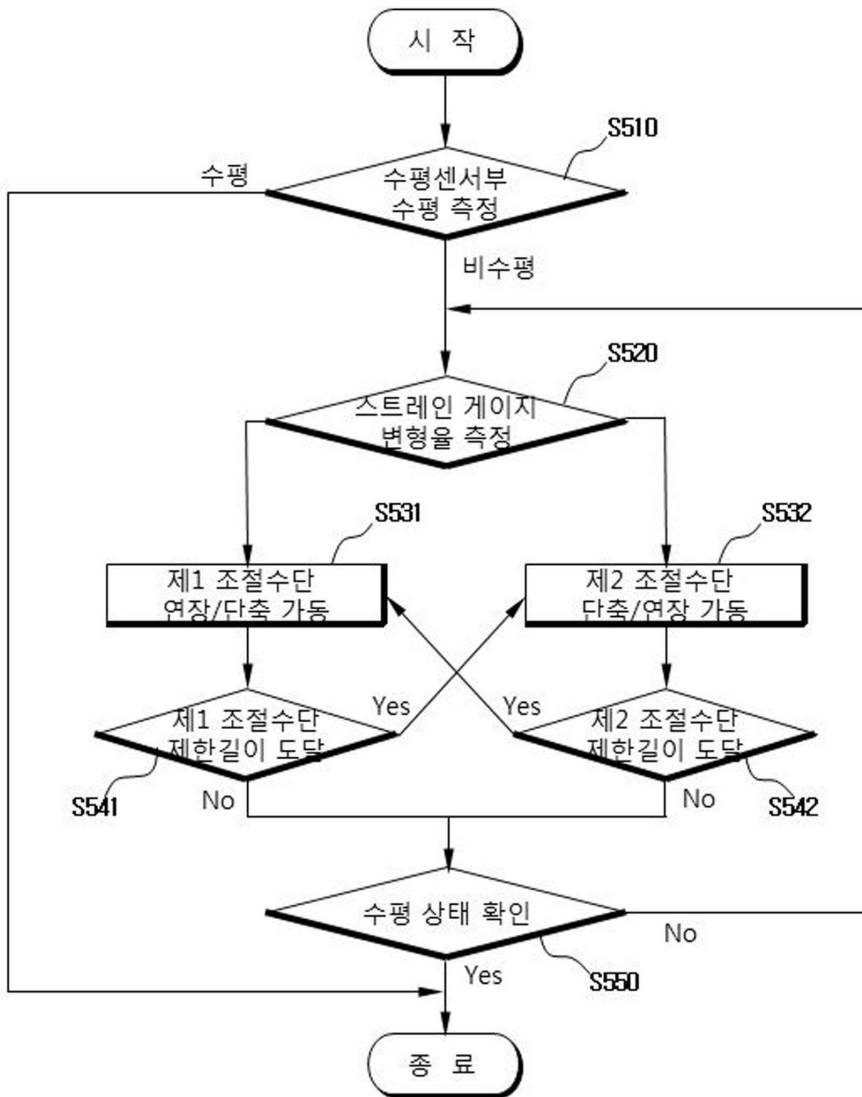 시 작
S510
수평
수평센서부
수평 측정
비수평
S520
스트레인 게이지
변형율 측정
S531
S532
제1 조절수단
연장/단축 가동
제2 조절수단
단축/연장 가동
Yes
Yes
제1 조절수단
제한길이 도달
제2 조절수단
제한길이 도달
S541
No
No
S542
수평 상태 확인
No
Yes
S550
종 료